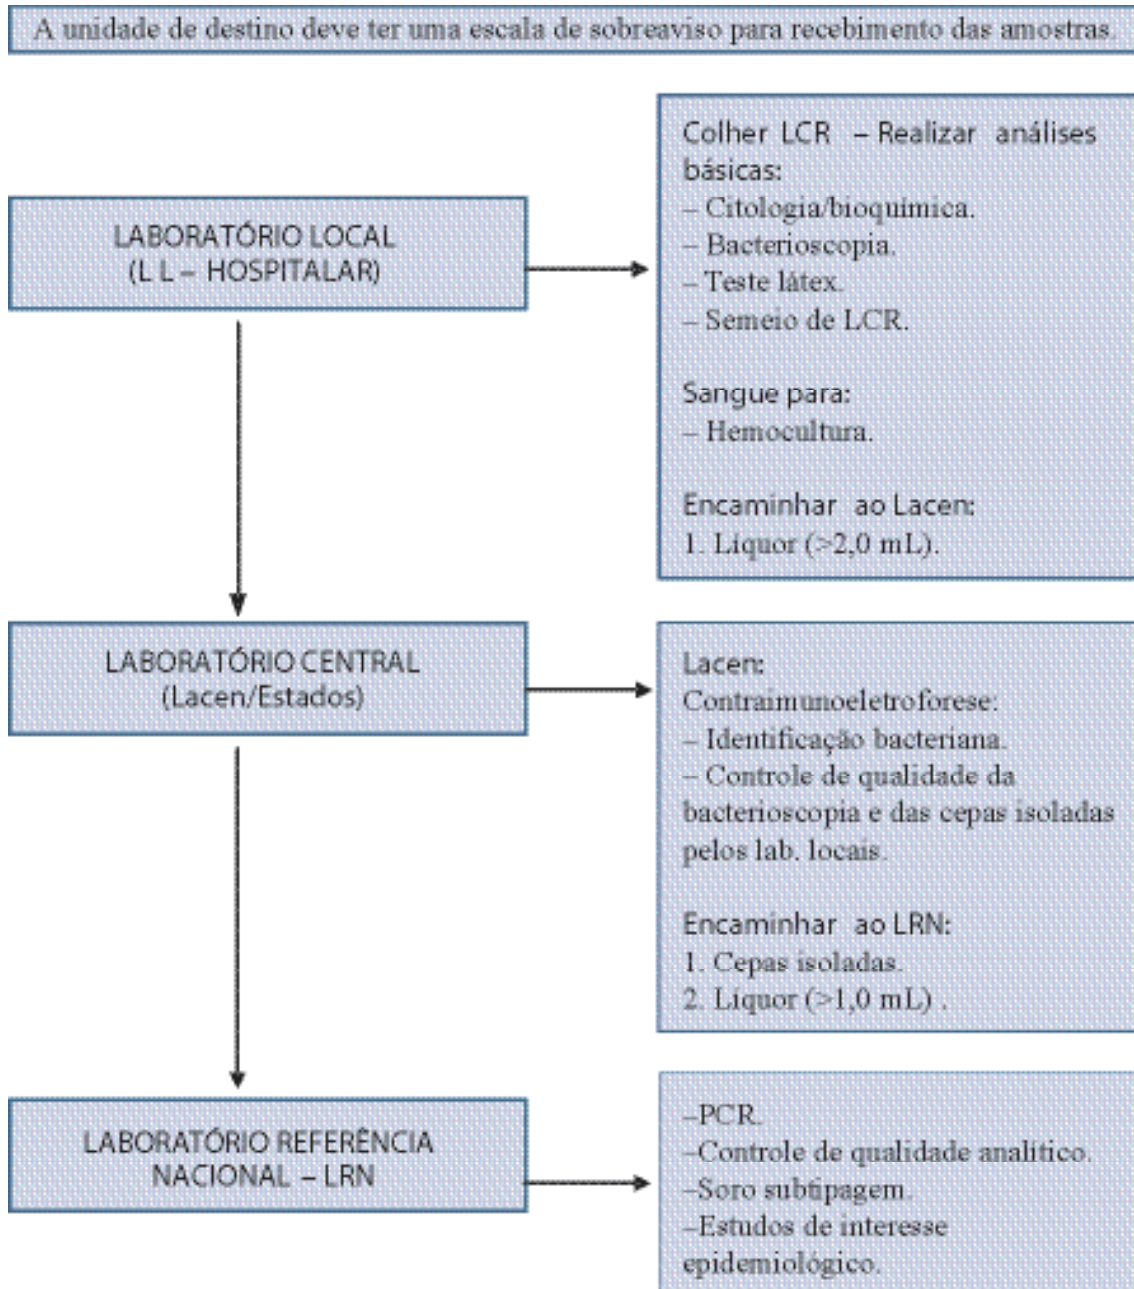 A unidade de destino deve ter uma escala de sobreaviso para recebimento das amostras.
LABORATÓRIO LOCAL
(L L – HOSPITALAR)
Colher LCR – Realizar análises
básicas:
– Citologia/bioquímica.
– Bacterioscopia.
– Teste látex.
– Semeio de LCR.
Sangue para:
– Hemocultura.
Encaminhar ao Lacen:
1. Líquor (>2,0 mL).
LABORATÓRIO CENTRAL
(Lacen/Estados)
Lacen:
Contraimunoeletroforese:
– Identificação bacteriana.
– Controle de qualidade da
bacterioscopia e das cepas isoladas
pelos lab. locais.
Encaminhar ao LRN:
1. Cepas isoladas.
2. Líquor (>1,0 mL) .
LABORATÓRIO REFERÊNCIA
NACIONAL – LRN
–PCR.
–Controle de qualidade analítico.
–Soro subtipagem.
–Estudos de interesse
epidemiológico.